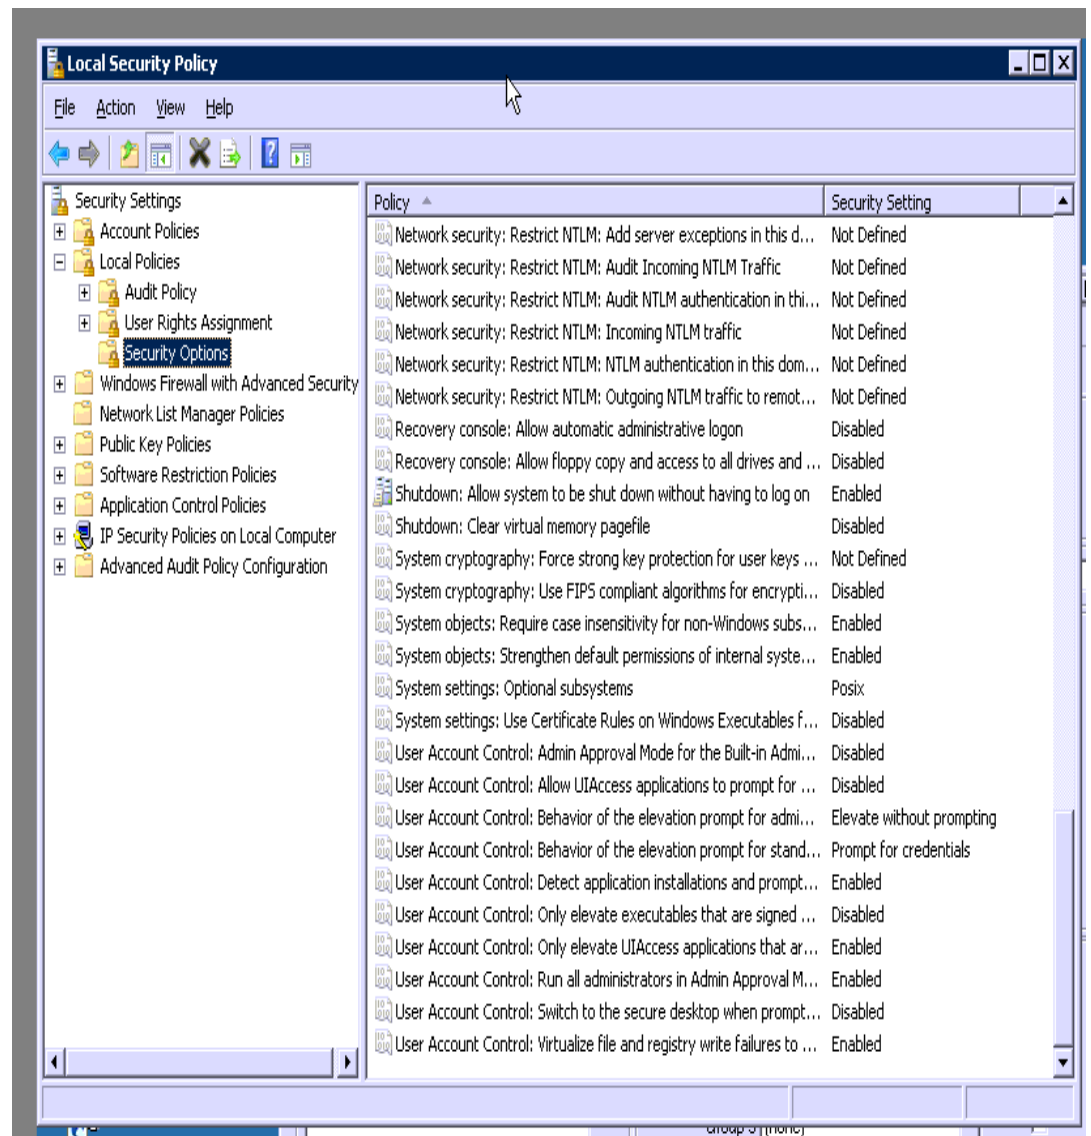 Local Security Policy
File Action View Help
Security Settings
Account Policies
Local Policies
Audit Policy
User Rights Assignment
Security Options
Windows Firewall with Advanced Security
Network List Manager Policies
Public Key Policies
Software Restriction Policies
Application Control Policies
IP Security Policies on Local Computer
Advanced Audit Policy Configuration
Policy Security Setting
Network security: Restrict NTLM: Add server exceptions in this d... Not Defined
Network security: Restrict NTLM: Audit Incoming NTLM Traffic Not Defined
Network security: Restrict NTLM: Audit NTLM authentication in thi... Not Defined
Network security: Restrict NTLM: Incoming NTLM traffic Not Defined
Network security: Restrict NTLM: NTLM authentication in this dom... Not Defined
Network security: Restrict NTLM: Outgoing NTLM traffic to remot... Not Defined
Recovery console: Allow automatic administrative logon Disabled
Recovery console: Allow floppy copy and access to all drives and ... Disabled
Shutdown: Allow system to be shut down without having to log on Enabled
Shutdown: Clear virtual memory pagefile Disabled
System cryptography: Force strong key protection for user keys ... Not Defined
System cryptography: Use FIPS compliant algorithms for encrypti... Disabled
System objects: Require case insensitivity for non-Windows subs... Enabled
System objects: Strengthen default permissions of internal syste... Enabled
System settings: Optional subsystems Posix
System settings: Use Certificate Rules on Windows Executables f... Disabled
User Account Control: Admin Approval Mode for the Built-in Admi... Disabled
User Account Control: Allow UIAccess applications to prompt for ... Disabled
User Account Control: Behavior of the elevation prompt for admi... Elevate without prompting
User Account Control: Behavior of the elevation prompt for stand... Prompt for credentials
User Account Control: Detect application installations and prompt... Enabled
User Account Control: Only elevate executables that are signed ... Disabled
User Account Control: Only elevate UIAccess applications that ar... Enabled
User Account Control: Run all administrators in Admin Approval M... Enabled
User Account Control: Switch to the secure desktop when prompt... Disabled
User Account Control: Virtualize file and registry write failures to ... Enabled
Group 3 [none]